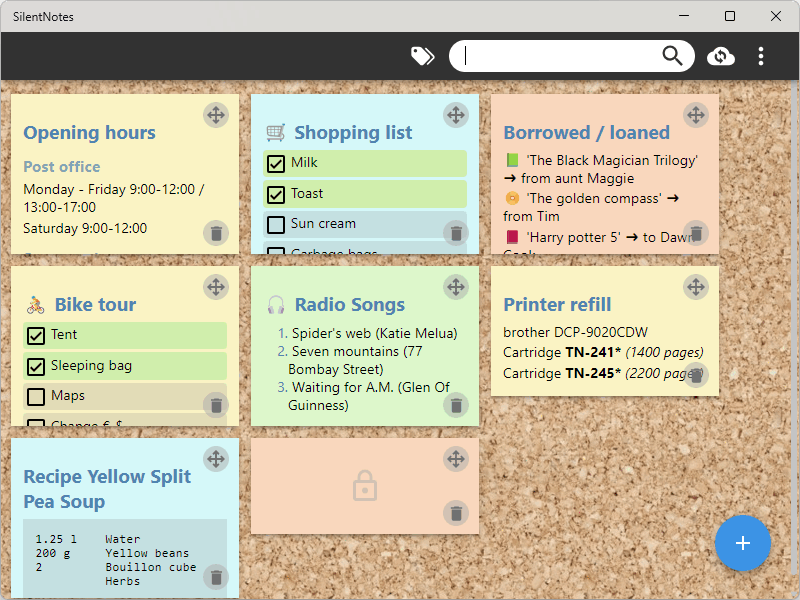 SilentNotes
Opening hours
Post office
Monday - Friday 9:00-12:00 /
13:00-17:00
Saturday 9:00-12:00
Shopping list
Milk
Toast
Sun cream
Garbage bags
Borrowed / loaned
'The Black Magician Trilogy'
→ from aunt Maggie
'The golden compass' →
from Tim
'Harry potter 5' → to Dawn
Cook
Bike tour
Tent
Sleeping bag
Maps
Change € $
Radio Songs
1. Spider's web (Katie Melua)
2. Seven mountains (77
Bombay Street)
3. Waiting for A.M. (Glen Of
Guinness)
Printer refill
brother DCP-9020CDW
Cartridge TN-241* (1400 pages)
Cartridge TN-245* (2200 pages)
Recipe Yellow Split
Pea Soup
1.25 l Water
200 g Yellow beans
2 Bouillon cube
Herbs